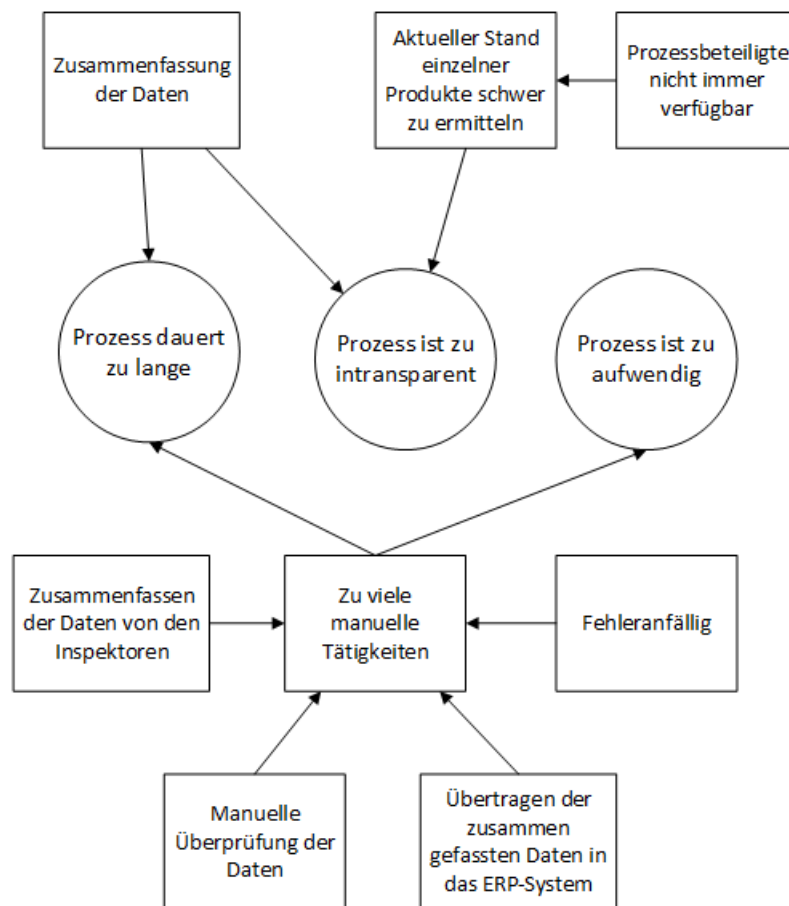 Zusammenfassung
der Daten
Aktueller Stand
einzelner
Produkte schwer
zu ermitteln
Prozessbeteiligte
nicht immer
verfügbar
Prozess dauert
zu lange
Prozess ist zu
intransparent
Prozess ist zu
aufwendig
Zusammenfassen
der Daten von den
Inspektoren
Zu viele
manuelle
Tätigkeiten
Fehleranfällig
Manuelle
Überprüfung der
Daten
Übertragen der
zusammen
gefassten Daten in
das ERP-System